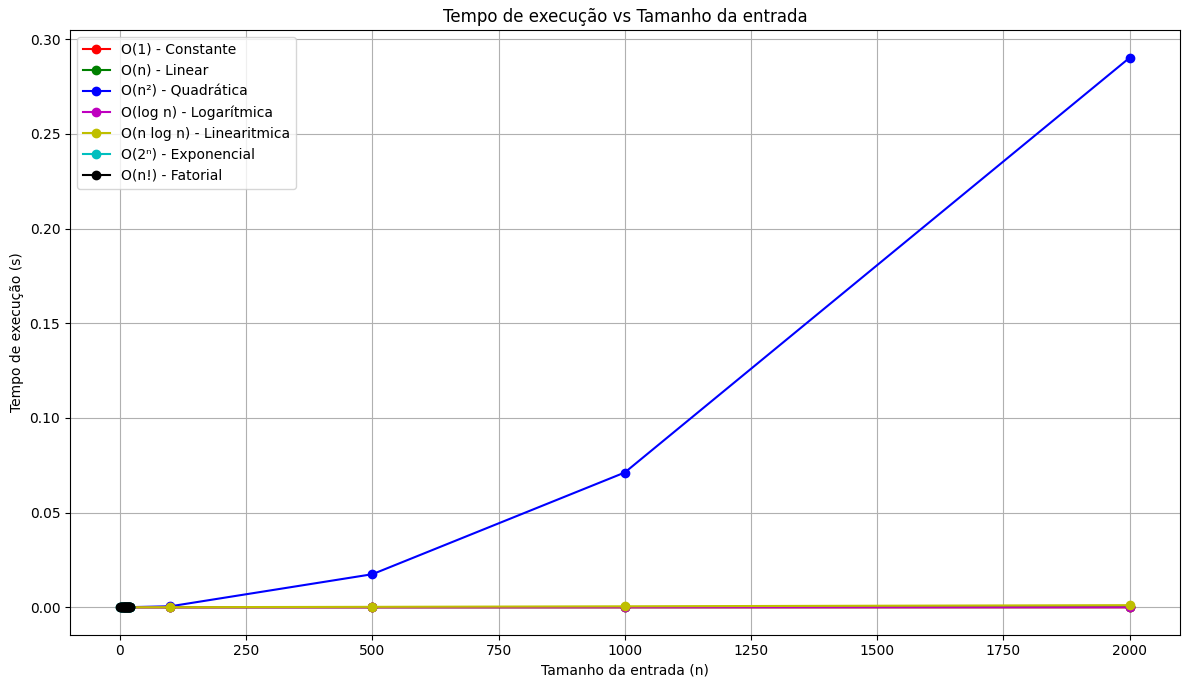 Tempo de execução vs Tamanho da entrada
O(1) - Constante
O(n) - Linear
O(n²) - Quadrática
O(log n) - Logarítmica
O(n log n) - Linearitmica
O(2ⁿ) - Exponencial
O(n!) - Fatorial
Tempo de execução (s)
0.30
0.25
0.20
0.15
0.10
0.05
0.00
0 250 500 750 1000 1250 1500 1750 2000
Tamanho da entrada (n)